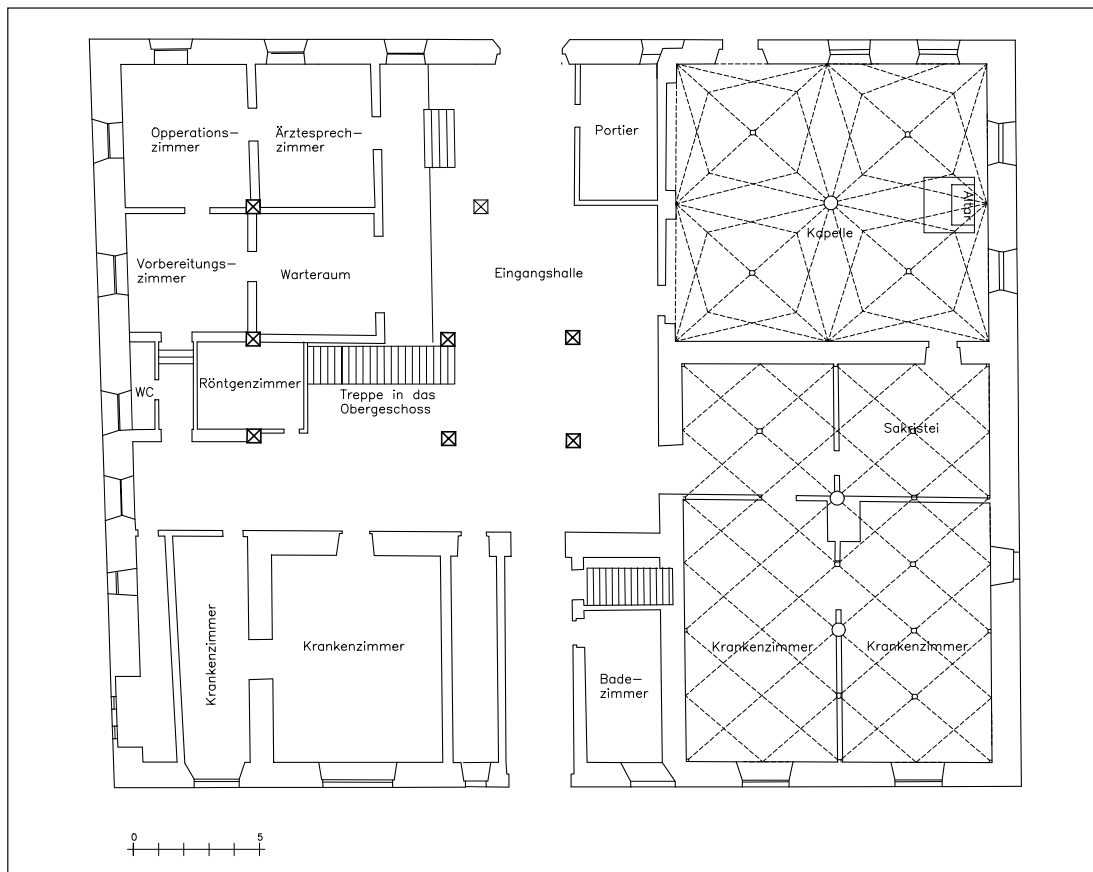 Opperations-
zimmer
Ärztesprech-
zimmer
Portier
Altar
Kapelle
Vorbereitungs-
zimmer
Warteraum
Eingangshalle
WC
Röntgenzimmer
Treppe in das
Obergeschoss
Sakristei
Krankenzimmer
Krankenzimmer
Krankenzimmer
Krankenzimmer
Bade-
zimmer
0 5